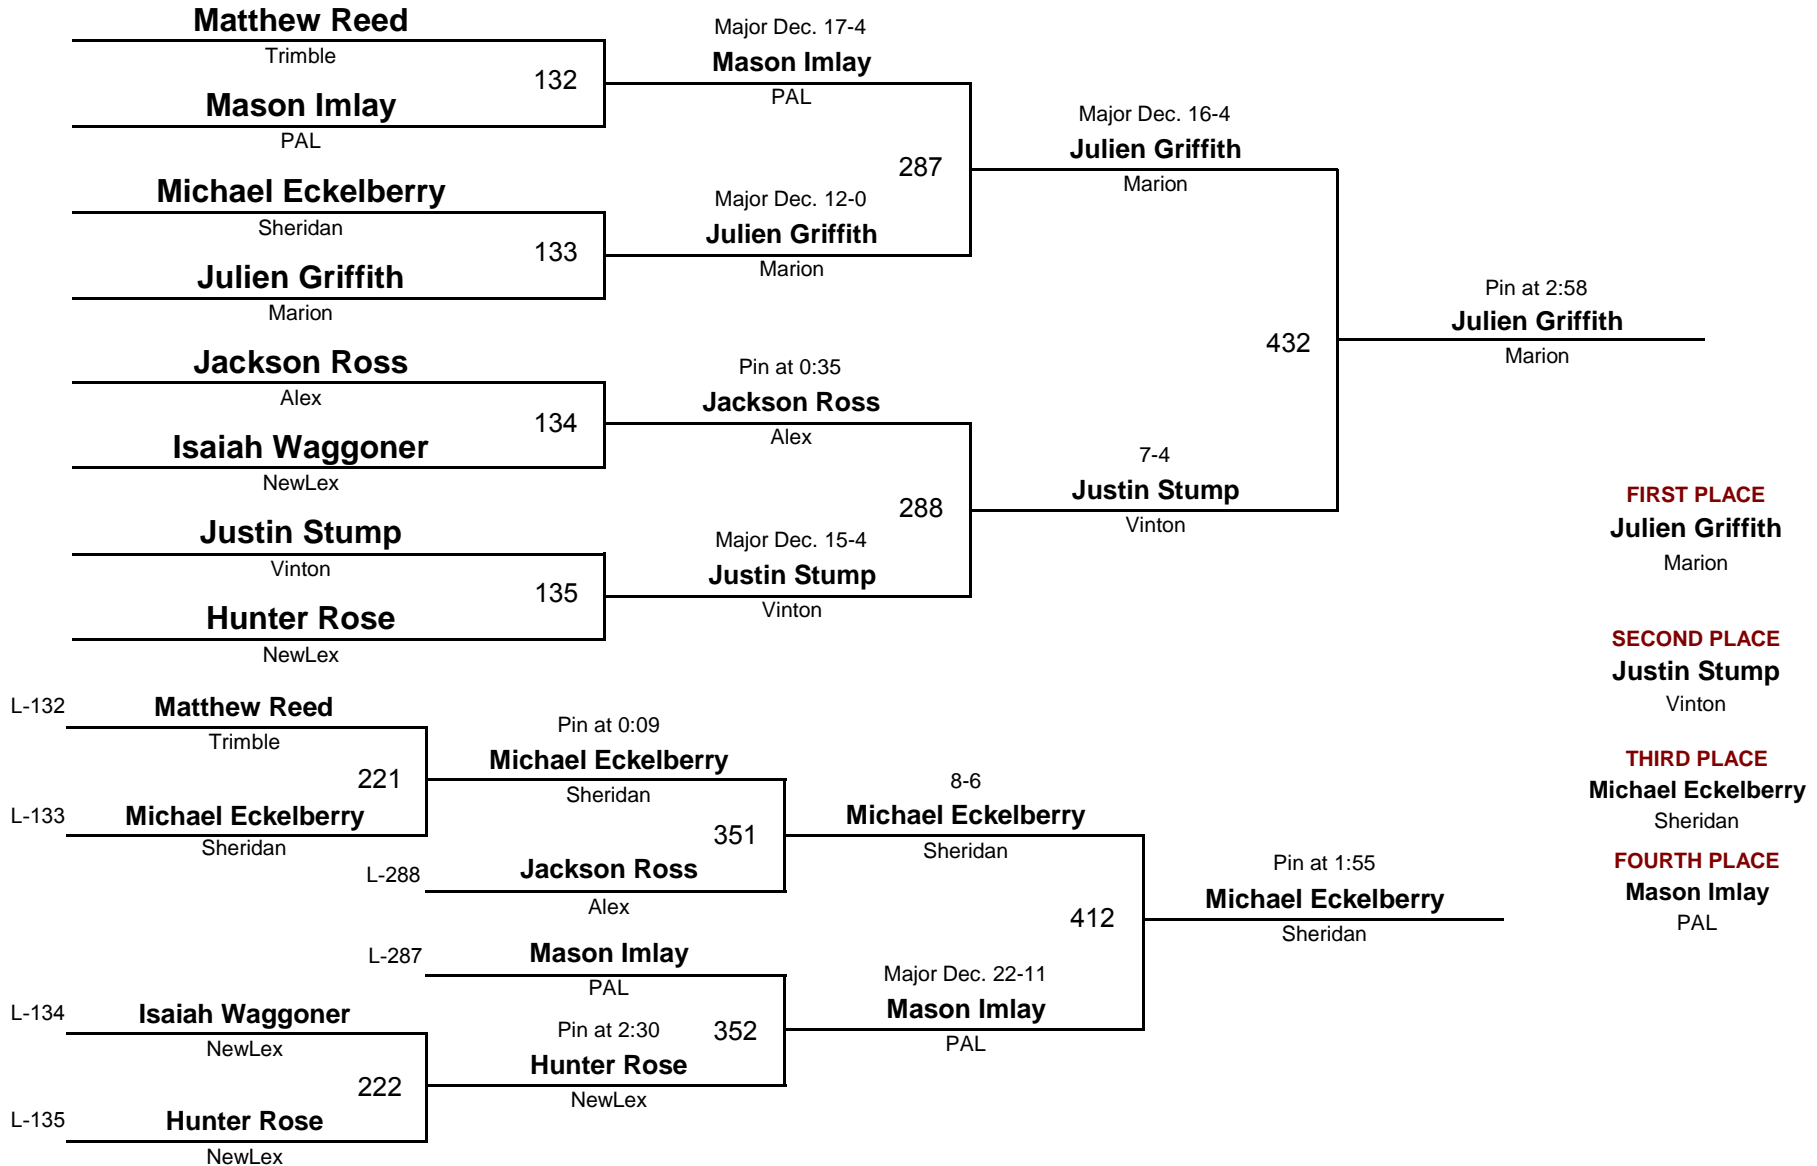 Matthew Reed
Trimble
132
Mason Imlay
PAL
Major Dec. 17-4
Mason Imlay
PAL
Michael Eckelberry
Sheridan
133
Julien Griffith
Marion
Major Dec. 12-0
Julien Griffith
Marion
287
Major Dec. 16-4
Julien Griffith
Marion
Jackson Ross
Alex
134
Isaiah Waggoner
NewLex
Pin at 0:35
Jackson Ross
Alex
Justin Stump
Vinton
135
Hunter Rose
NewLex
Major Dec. 15-4
Justin Stump
Vinton
288
7-4
Justin Stump
Vinton
432
Pin at 2:58
Julien Griffith
Marion
FIRST PLACE
Julien Griffith
Marion
SECOND PLACE
Justin Stump
Vinton
THIRD PLACE
Michael Eckelberry
Sheridan
FOURTH PLACE
Mason Imlay
PAL
L-132
Matthew Reed
Trimble
221
L-133
Michael Eckelberry
Sheridan
Pin at 0:09
Michael Eckelberry
Sheridan
351
L-288
Jackson Ross
Alex
8-6
Michael Eckelberry
Sheridan
L-287
Mason Imlay
PAL
L-134
Isaiah Waggoner
NewLex
222
L-135
Hunter Rose
NewLex
Pin at 2:30
Hunter Rose
NewLex
352
Major Dec. 22-11
Mason Imlay
PAL
412
Pin at 1:55
Michael Eckelberry
Sheridan